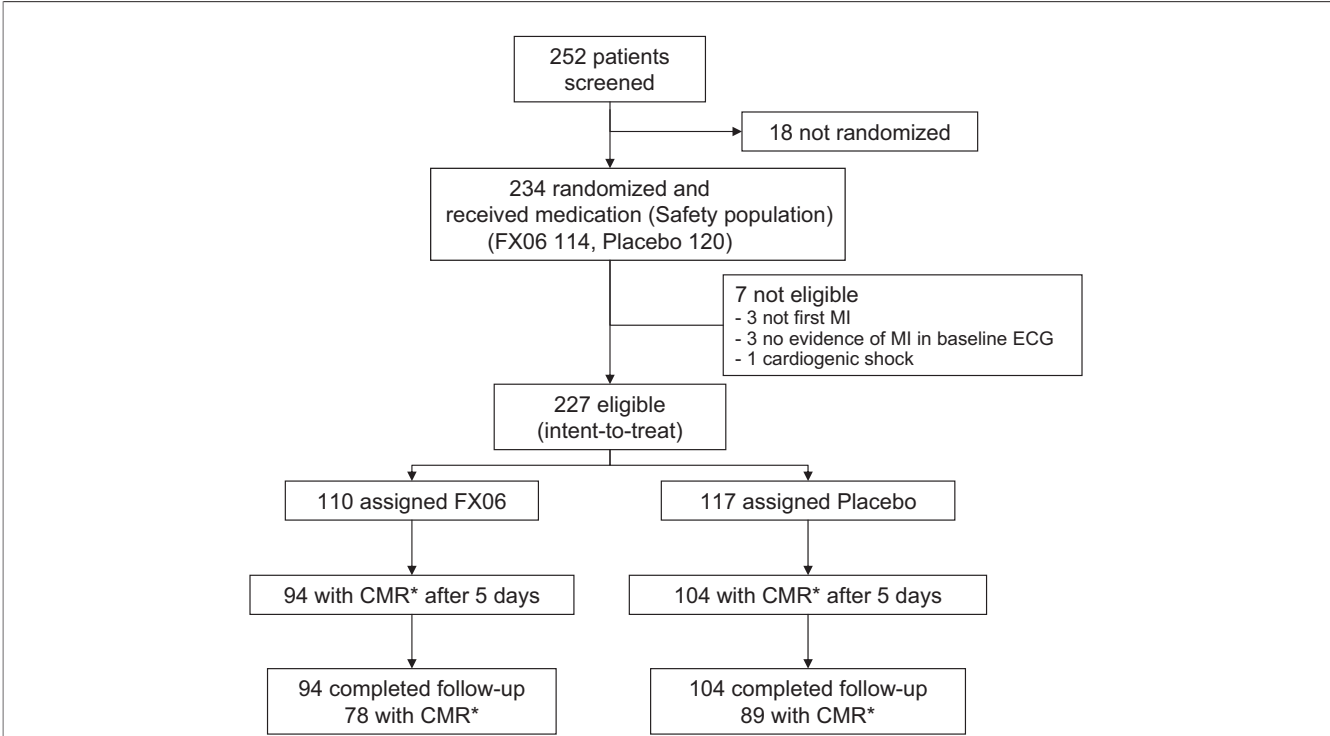 252 patients
screened
18 not randomized
234 randomized and
received medication (Safety population)
(FX06 114, Placebo 120)
7 not eligible
- 3 not first MI
- 3 no evidence of MI in baseline ECG
- 1 cardiogenic shock
227 eligible
(intent-to-treat)
110 assigned FX06
117 assigned Placebo
94 with CMR* after 5 days
104 with CMR* after 5 days
94 completed follow-up
78 with CMR*
104 completed follow-up
89 with CMR*